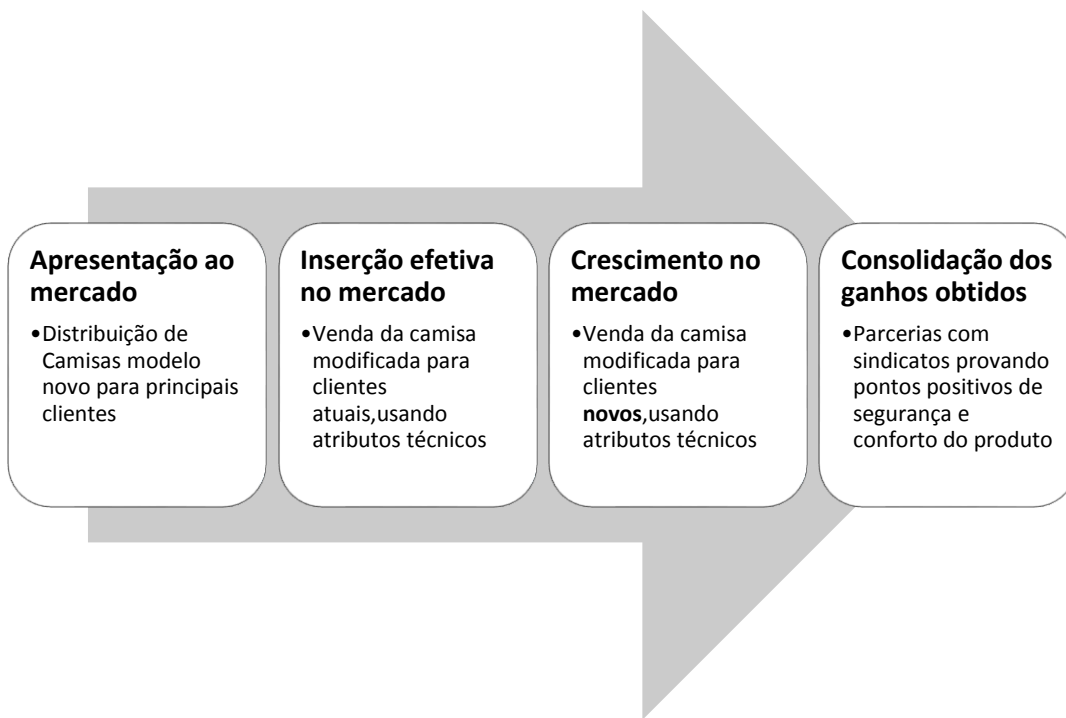 Apresentação ao
mercado
•Distribuição de
Camisas modelo
novo para principais
clientes
Inserção efetiva
no mercado
•Venda da camisa
modificada para
clientes
atuais,usando
atributos técnicos
Crescimento no
mercado
•Venda da camisa
modificada para
clientes
novos,usando
atributos técnicos
Consolidação dos
ganhos obtidos
•Parcerias com
sindicatos provando
pontos positivos de
segurança e
conforto do produto